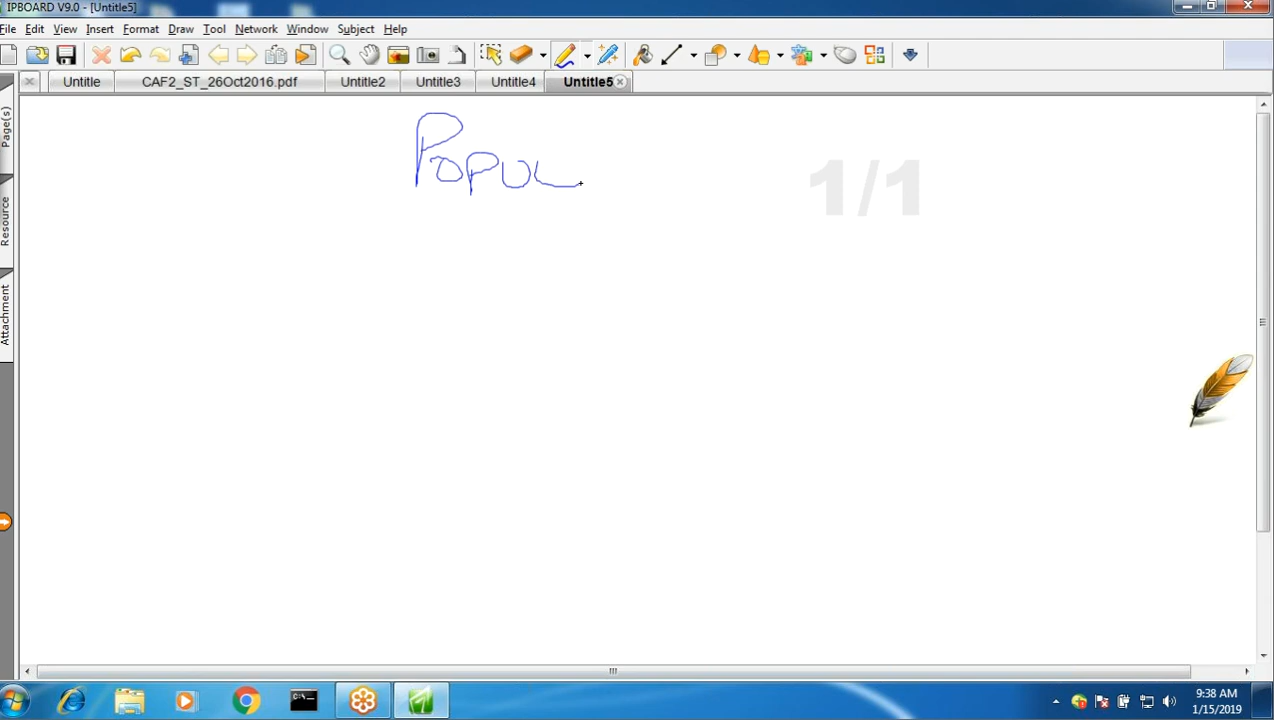 IPBOARD V9.0 - [Untitle5]
File Edit View Insert Format Draw Tool Network Window Subject Help
Untitle CAF2_ST_26Oct2016.pdf Untitle2 Untitle3 Untitle4 Untitle5
Page(s)
Resource
Attachment
POPUL
1/1
9:38 AM
1/15/2019